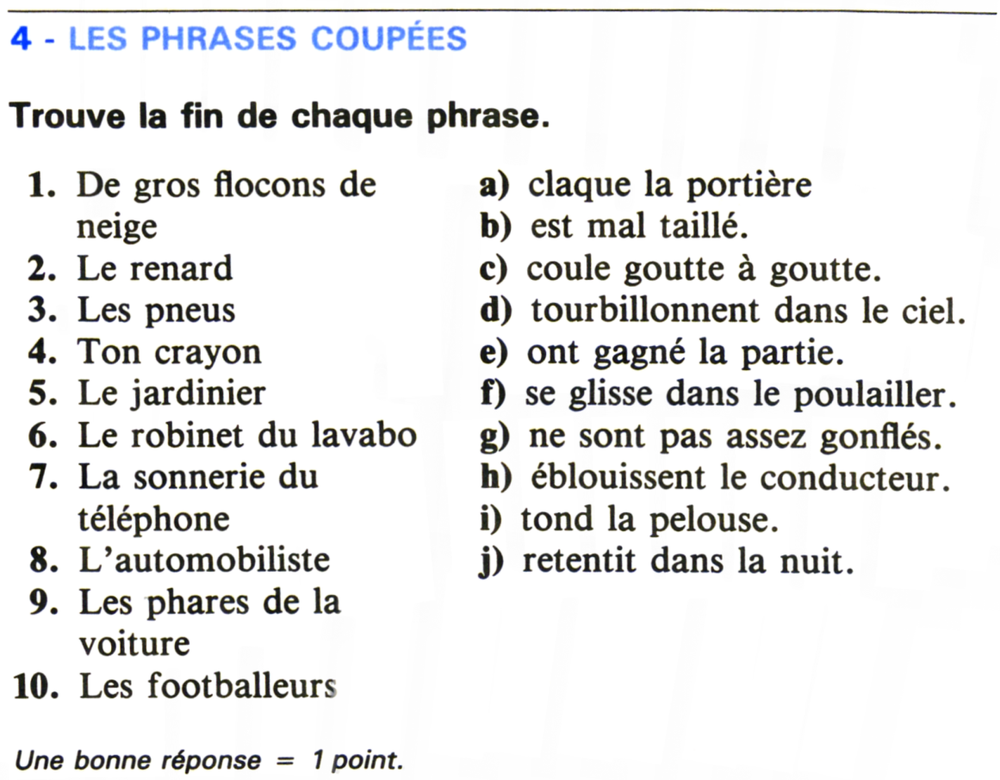 4 - LES PHRASES COUPÉES
Trouve la fin de chaque phrase.
1. De gros flocons de
neige
2. Le renard
3. Les pneus
4. Ton crayon
5. Le jardinier
6. Le robinet du lavabo
7. La sonnerie du
téléphone
8. L'automobiliste
9. Les phares de la
voiture
10. Les footballeurs
a) claque la portière
b) est mal taillé.
c) coule goutte à goutte.
d) tourbillonnent dans le ciel.
e) ont gagné la partie.
f) se glisse dans le poulailler.
g) ne sont pas assez gonflés.
h) éblouissent le conducteur.
i) tond la pelouse.
j) retentit dans la nuit.
Une bonne réponse = 1 point.